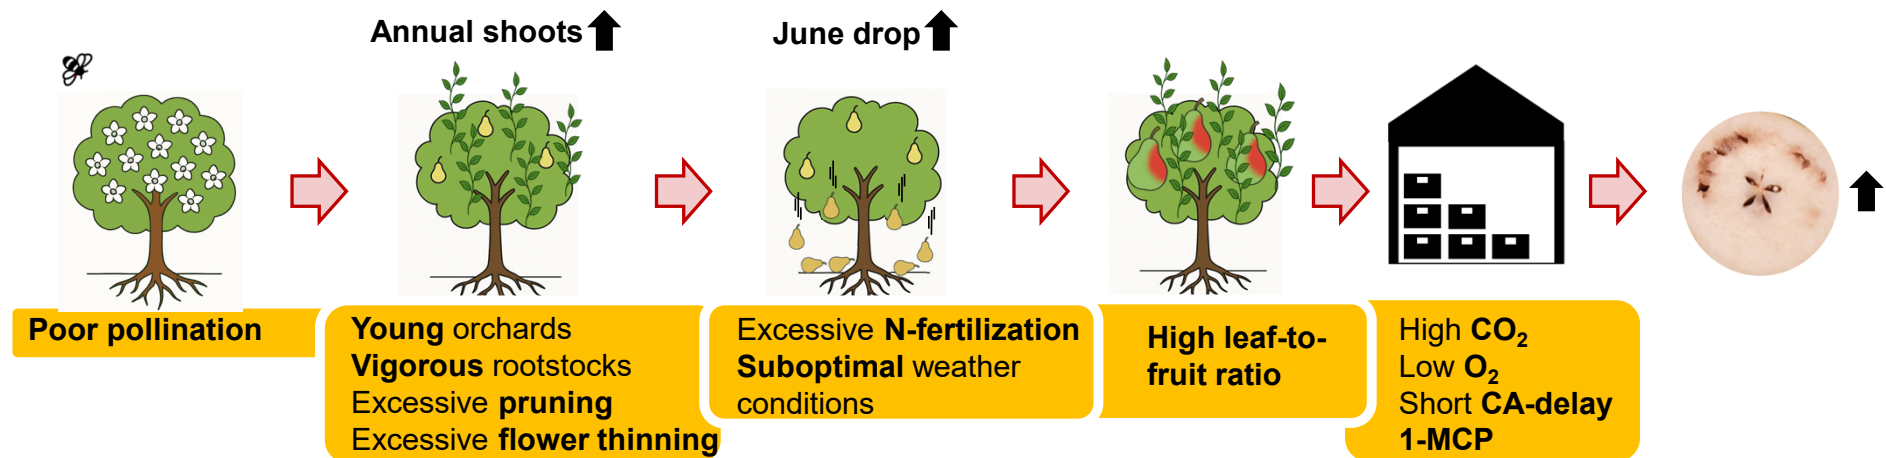 Annual shoots
June drop
Poor pollination
Young orchards
Vigorous rootstocks
Excessive pruning
Excessive flower thinning
Excessive N-fertilization
Suboptimal weather
conditions
High leaf-to-
fruit ratio
High CO₂
Low O₂
Short CA-delay
1-MCP